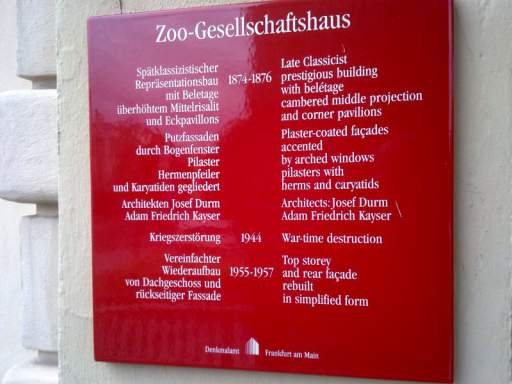 Zoo-Gesellschaftshaus
Spätklassizistischer
Repräsentationsbau
mit Beletage
überhöhtem Mittelrisalit
und Eckpavillons
1874-1876
Late Classicist
prestigious building
with belétage
cambered middle projection
and corner pavilions
Putzfassaden
durch Bogenfenster
Pilaster
Hermenpfeiler
und Karyatiden gegliedert
Plaster-coated façades
accented
by arched windows
pilasters with
herms and caryatids
Architekten Josef Durm
Adam Friedrich Kayser
Architects: Josef Durm
Adam Friedrich Kayser
Kriegszerstörung
1944
War-time destruction
Vereinfachter
Wiederaufbau
von Dachgeschoss und
rückseitiger Fassade
1955-1957
Top storey
and rear façade
rebuilt
in simplified form
Denkmalamt Frankfurt am Main